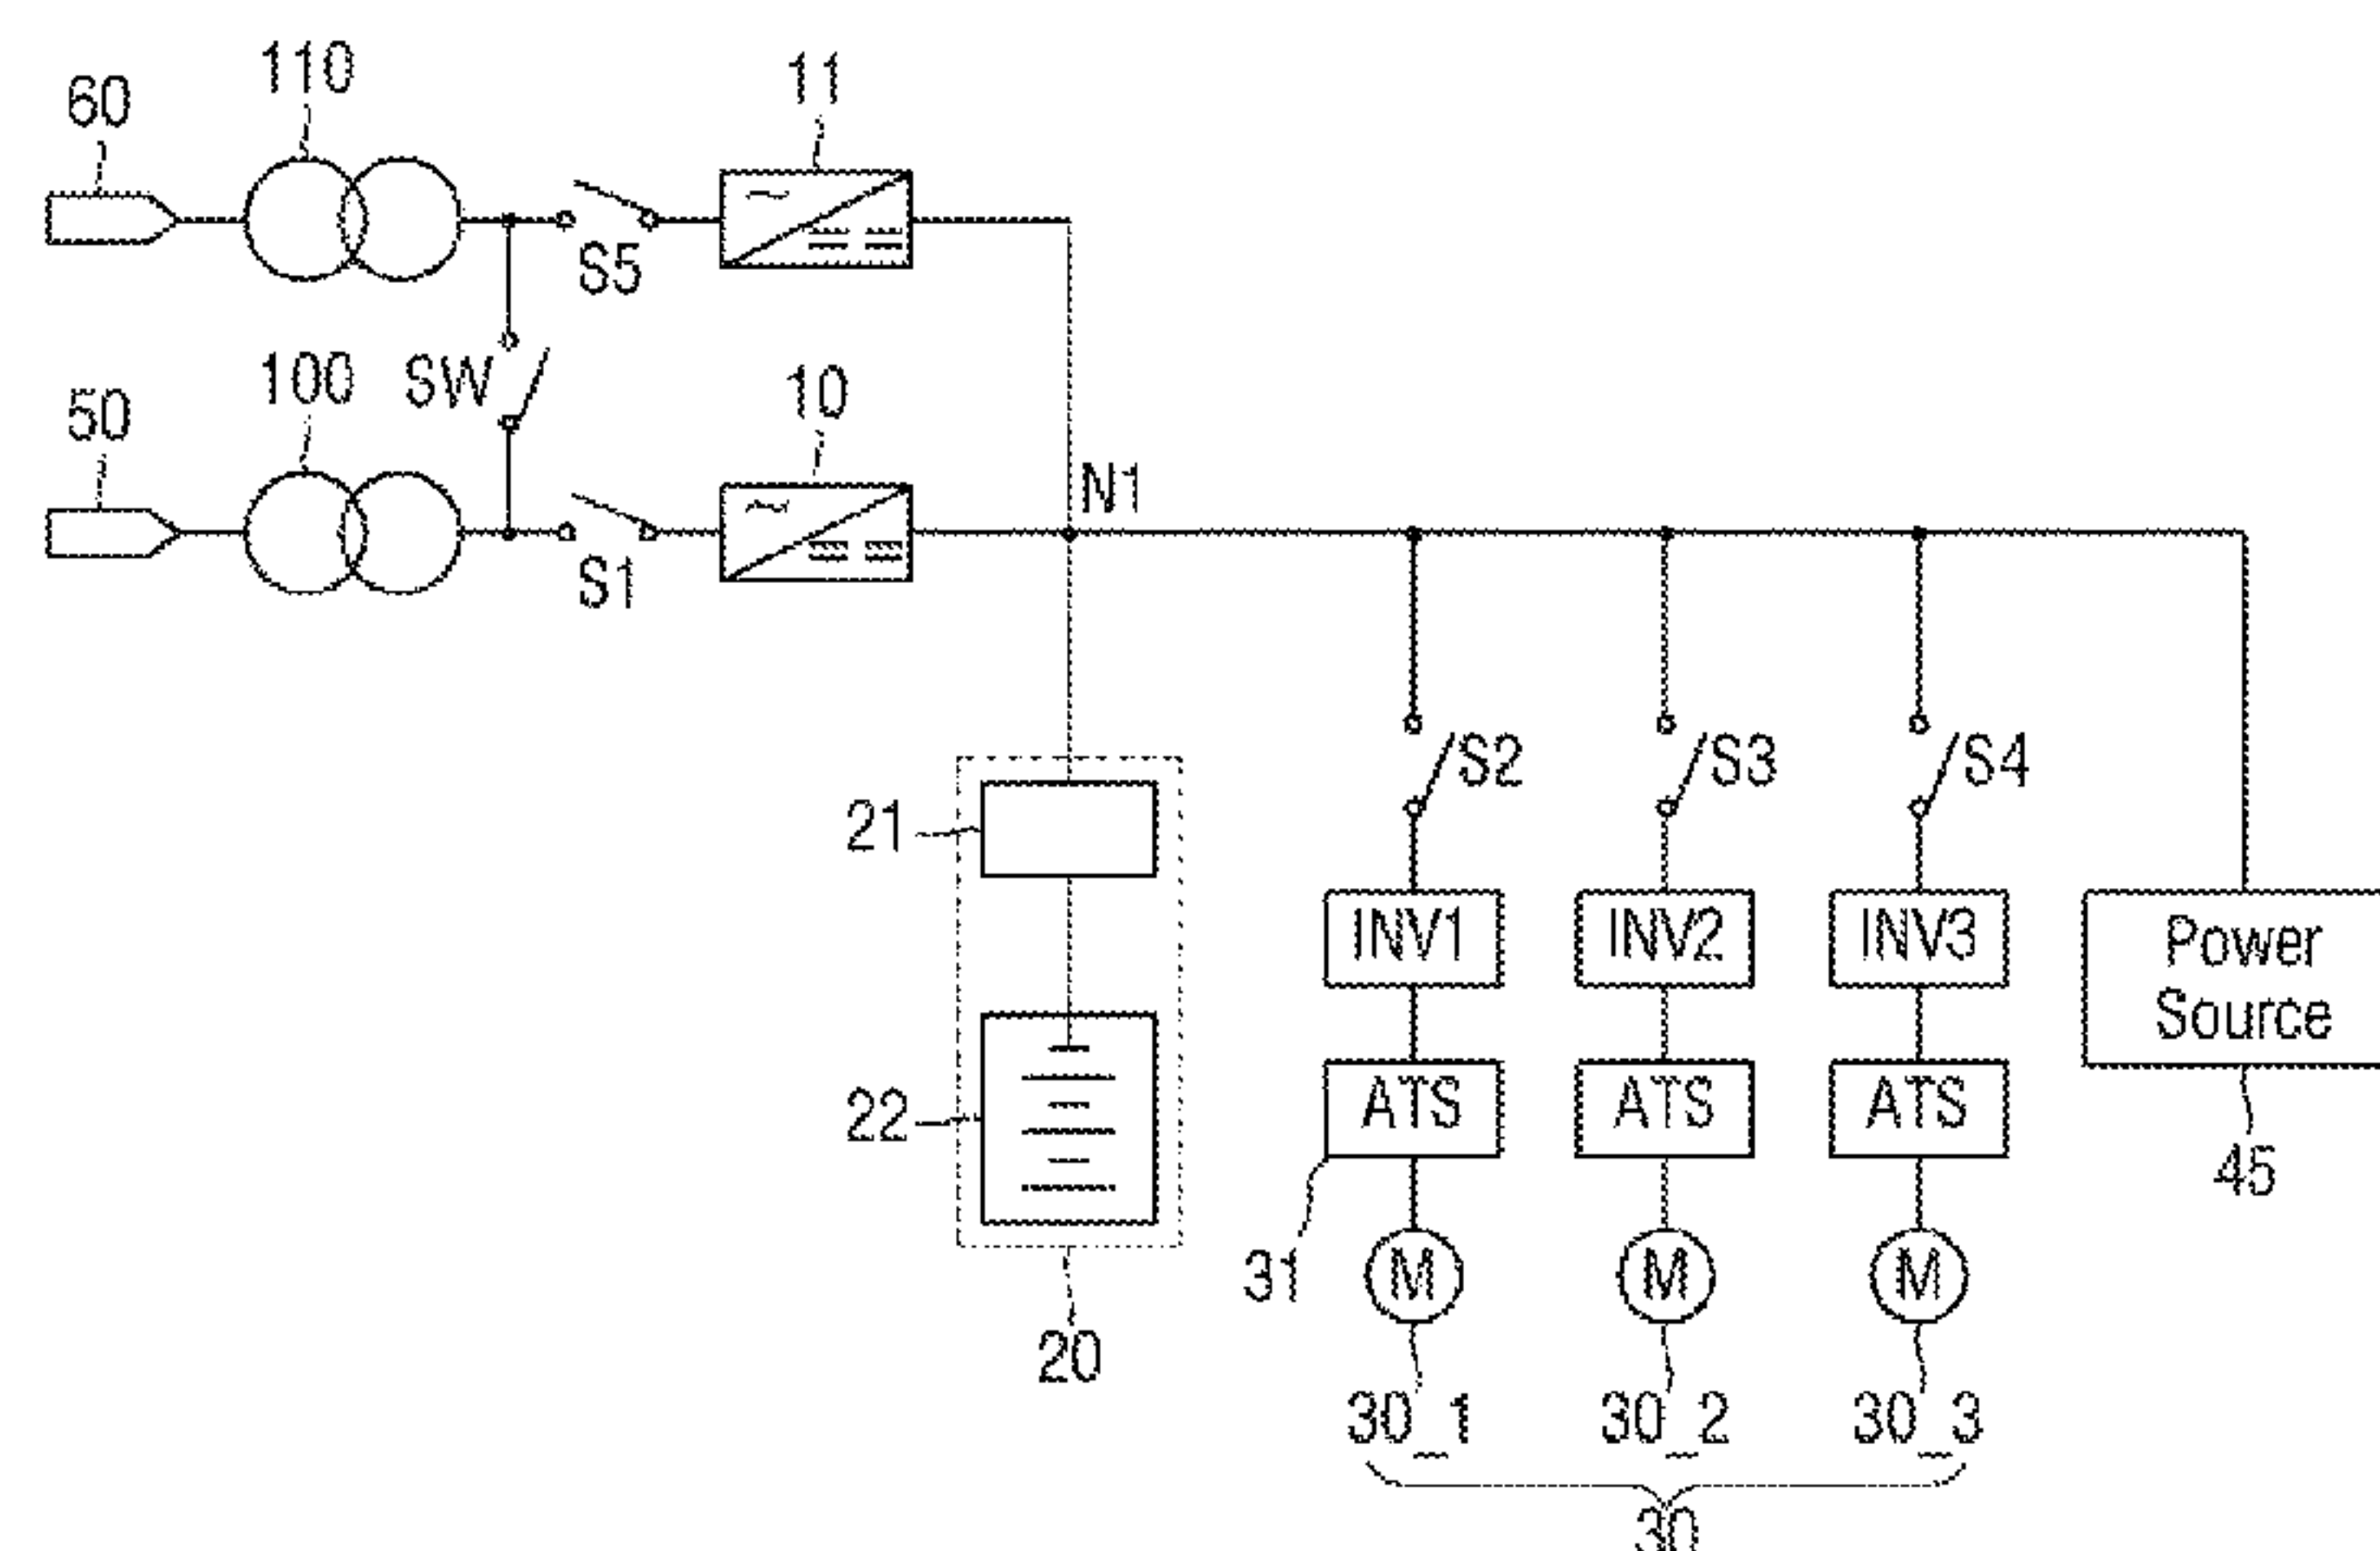 60
110
11
S5
50
100
SW
10
N1
S1
21
S2
S3
S4
INV1
INV2
INV3
Power
Source
22
ATS
ATS
ATS
45
31
M
M
M
20
30_1
30_2
30_3
30